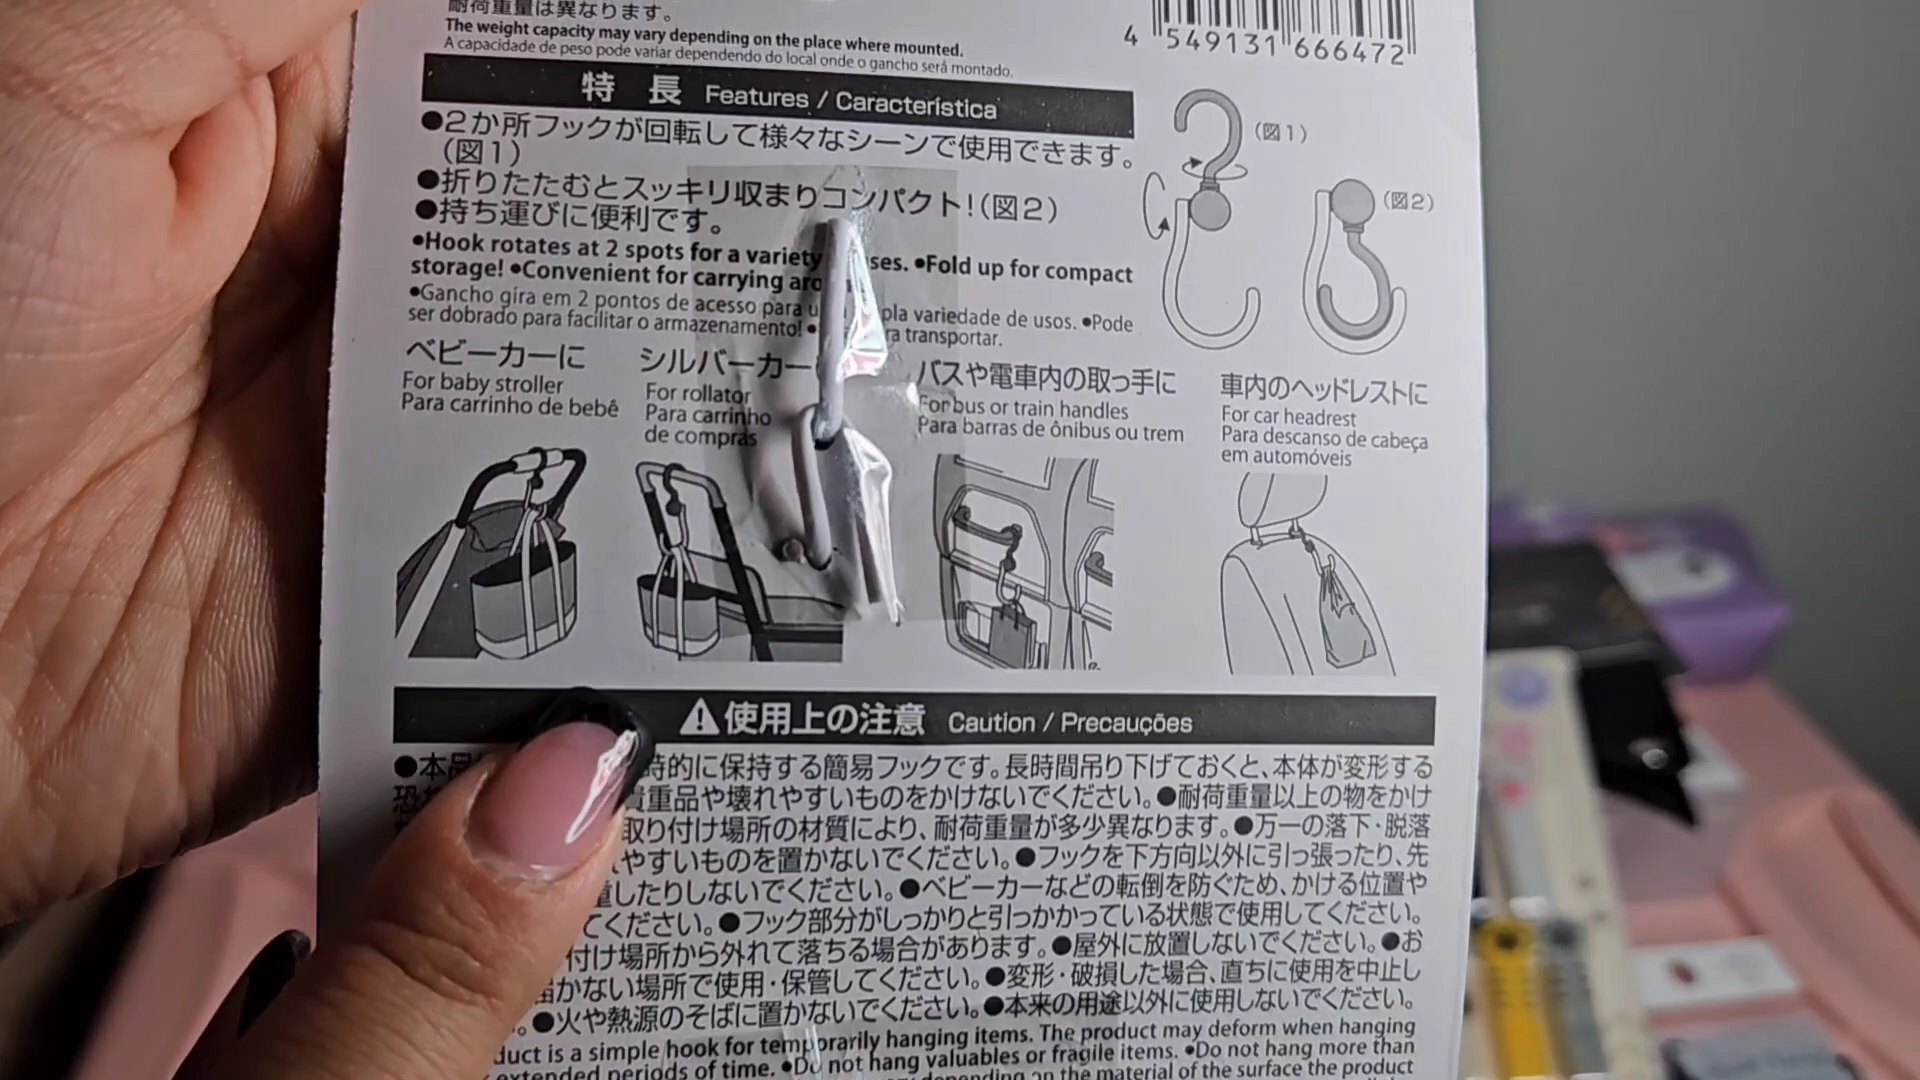 耐荷重量は異なります。
The weight capacity may vary depending on the place where mounted.
A capacidade de peso pode variar dependendo do local onde o gancho será montado.
4 549131 666472
特 長 Features / Característica
●2か所フックが回転して様々なシーンで使用できます。
(図1)
●折りたたむとスッキリ収まりコンパクト!(図2)
●持ち運びに便利です。
•Hook rotates at 2 spots for a variety ses. •Fold up for compact
storage! •Convenient for carrying
•Gancho gira em 2 pontos de acesso para variedade de usos. •Pode
ser dobrado para facilitar o armazenamento! • transportar.
(図1)
(図2)
ベビーカーに
For baby stroller
Para carrinho de bebê
シルバーカー
For rollator
Para carrinho
de compras
バスや電車内の取っ手に
For bus or train handles
Para barras de ônibus ou trem
車内のヘッドレストに
For car headrest
Para descanso de cabeça
em automóveis
⚠使用上の注意 Caution / Precauções
●本品 時的に保持する簡易フックです。長時間吊り下げておくと、本体が変形する
貴重品や壊れやすいものをかけないでください。●耐荷重量以上の物をかけ
取り付け場所の材質により、耐荷重量が多少異なります。●万一の落下・脱落
やすいものを置かないでください。●フックを下方向以外に引っ張ったり、先
したりしないでください。●ベビーカーなどの転倒を防ぐため、かける位置や
てください。●フック部分がしっかりと引っかかっている状態で使用してください。
付け場所から外れて落ちる場合があります。●屋外に放置しないでください。●お
かない場所で使用・保管してください。●変形・破損した場合、直ちに使用を中止し
。●火や熱源のそばに置かないでください。●本来の用途以外に使用しないでください。
duct is a simple hook for temporarily hanging items. The product may deform when hanging
extended periods of time. •Do not hang valuables or fragile items. •Do not hang more than
depending on the material of the surface the product